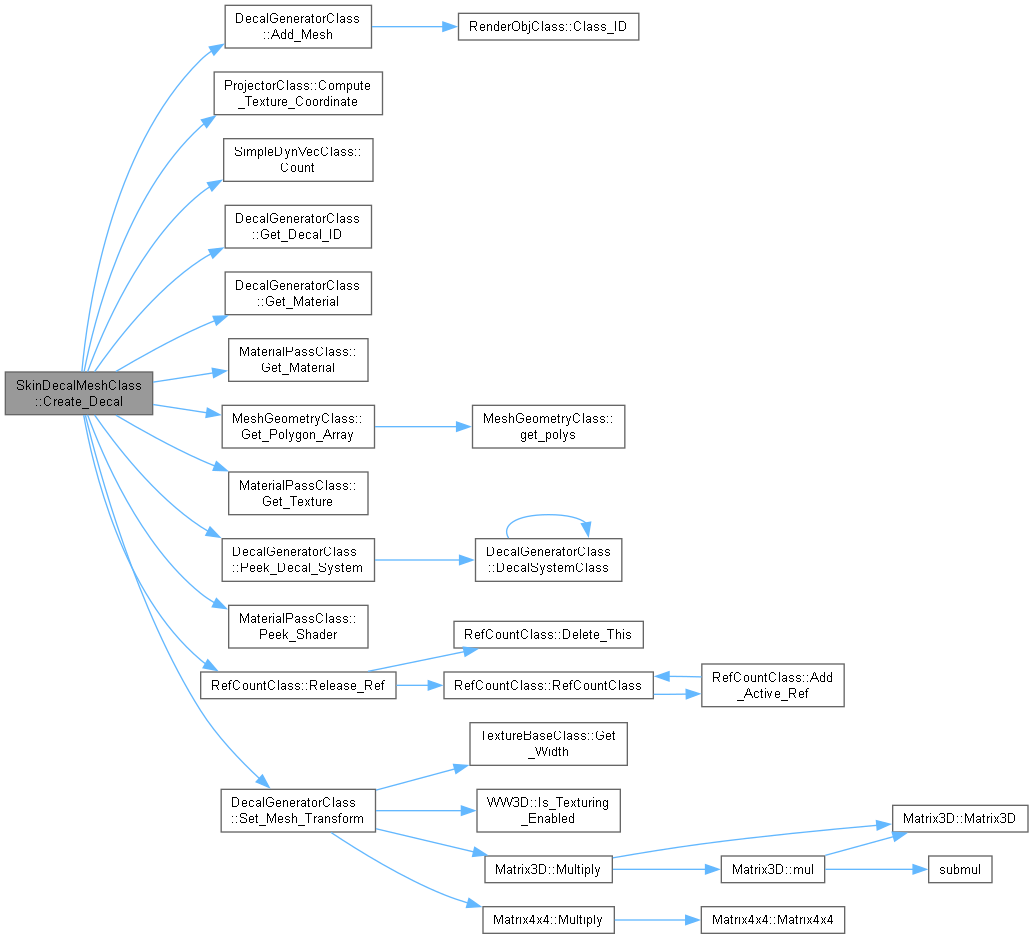 DecalGeneratorClass
::Add_Mesh
RenderObjClass::Class_ID
ProjectorClass::Compute
_Texture_Coordinate
SimpleDynVecClass::
Count
DecalGeneratorClass
::Get_Decal_ID
DecalGeneratorClass
::Get_Material
MaterialPassClass::
Get_Material
SkinDecalMeshClass
::Create_Decal
MeshGeometryClass::
Get_Polygon_Array
MeshGeometryClass::
get_polys
MaterialPassClass::
Get_Texture
DecalGeneratorClass
::Peek_Decal_System
DecalGeneratorClass
::DecalSystemClass
MaterialPassClass::
Peek_Shader
RefCountClass::Delete_This
RefCountClass::Release_Ref
RefCountClass::RefCountClass
RefCountClass::Add
_Active_Ref
TextureBaseClass::Get
_Width
DecalGeneratorClass
::Set_Mesh_Transform
WW3D::Is_Texturing
_Enabled
Matrix3D::Matrix3D
Matrix3D::Multiply
Matrix3D::mul
submul
Matrix4x4::Multiply
Matrix4x4::Matrix4x4